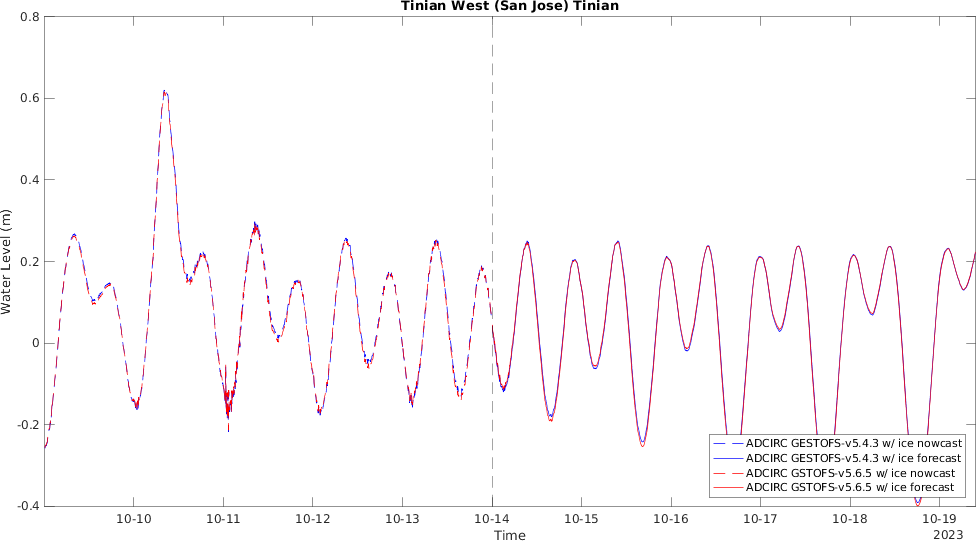 Tinian West (San Jose) Tinian
0.8
0.6
0.4
0.2
0
-0.2
-0.4
Water Level (m)
10-10
10-11
10-12
10-13
10-14
10-15
10-16
10-17
10-18
10-19
2023
Time
ADCIRC GESTOFS-v5.4.3 w/ ice nowcast
ADCIRC GESTOFS-v5.4.3 w/ ice forecast
ADCIRC GSTOFS-v5.6.5 w/ ice nowcast
ADCIRC GSTOFS-v5.6.5 w/ ice forecast